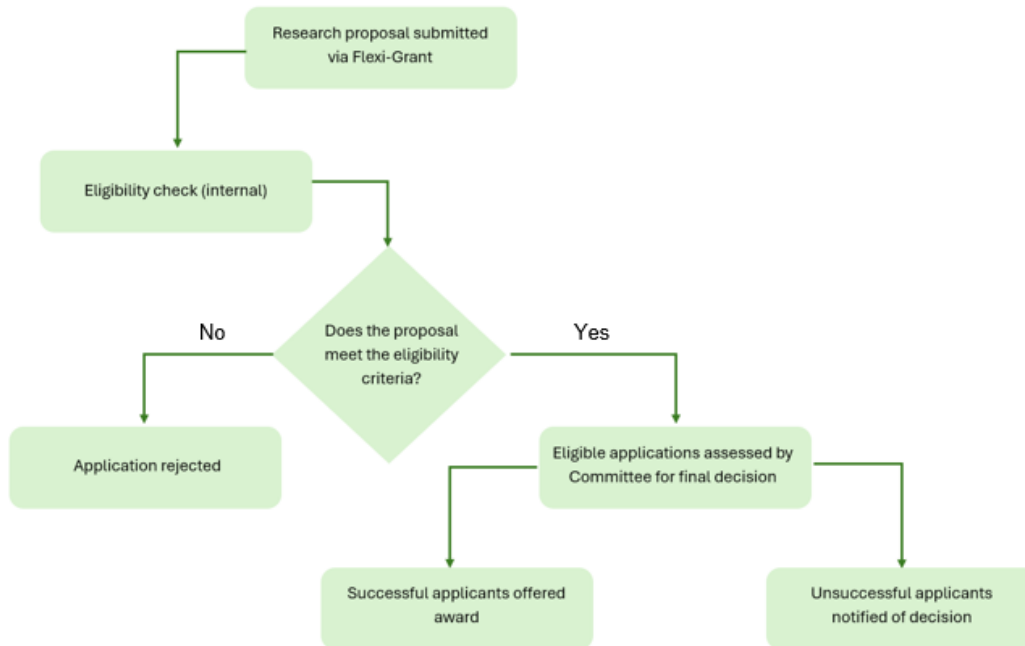 Research proposal submitted
via Flexi-Grant
Eligibility check (internal)
Does the proposal
meet the eligibility
criteria?
No
Yes
Application rejected
Eligible applications assessed by
Committee for final decision
Successful applicants offered
award
Unsuccessful applicants
notified of decision